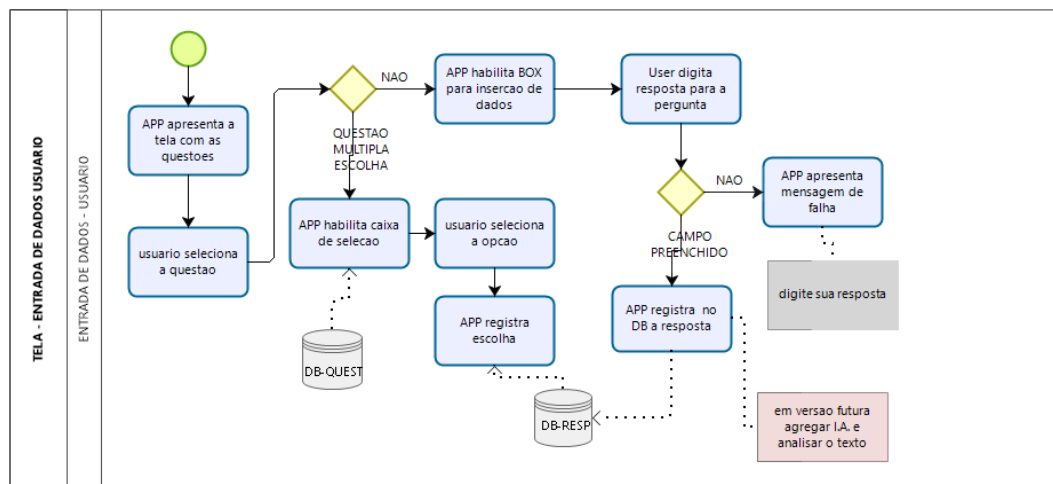 TELA - ENTRADA DE DADOS USUARIO
ENTRADA DE DADOS - USUARIO
APP apresenta a
tela com as
questoes
usuario seleciona
a questao
NAO
QUESTAO
MULTIPLA
ESCOLHA
APP habilita BOX
para insercao de
dados
User digita
resposta para a
pergunta
APP habilita caixa
de selecao
usuario seleciona
a opcao
APP registra
escolha
DB-QUEST
DB-RESP
NAO
CAMPO
PREENCHIDO
APP apresenta
mensagem de
falha
digite sua resposta
APP registra no
DB a resposta
em versao futura
agregar I.A. e
analisar o texto